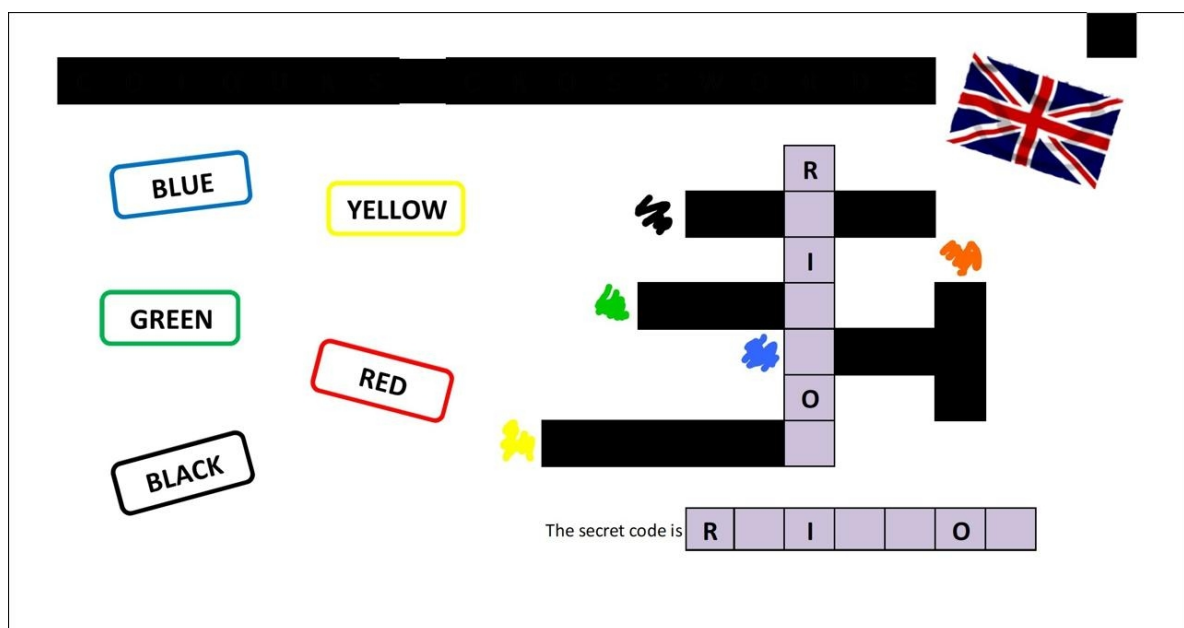 BLUE
YELLOW
GREEN
RED
BLACK
R
I
O
The secret code is R I O